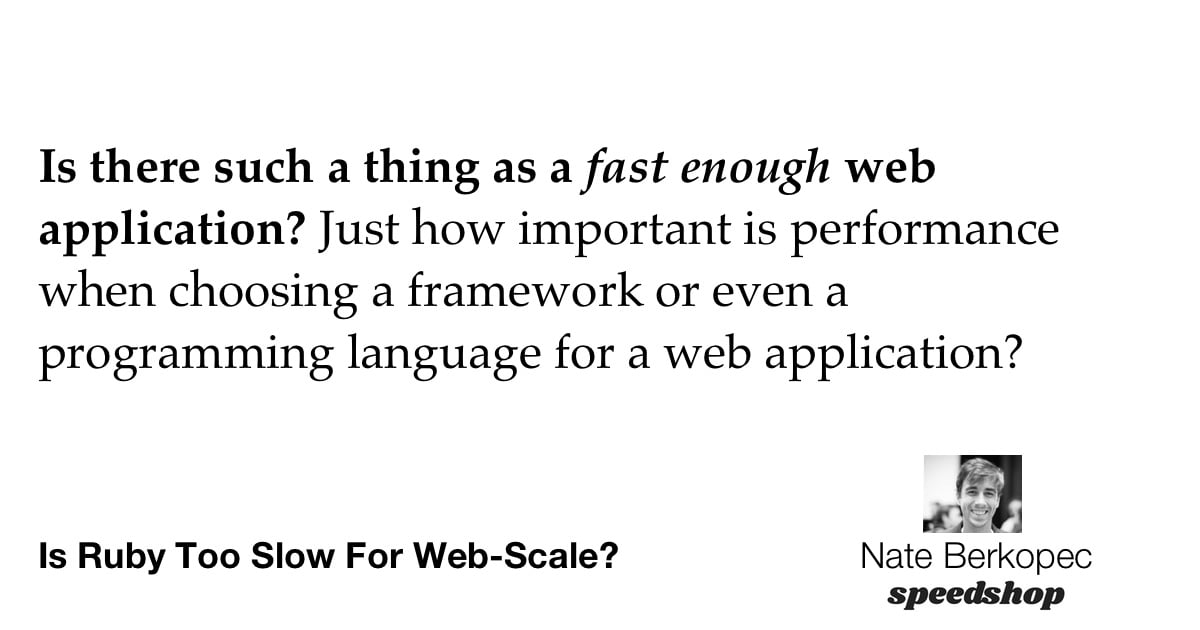 Is there such a thing as a fast enough web
application? Just how important is performance
when choosing a framework or even a
programming language for a web application?
Is Ruby Too Slow For Web-Scale?
Nate Berkopec
speedshop